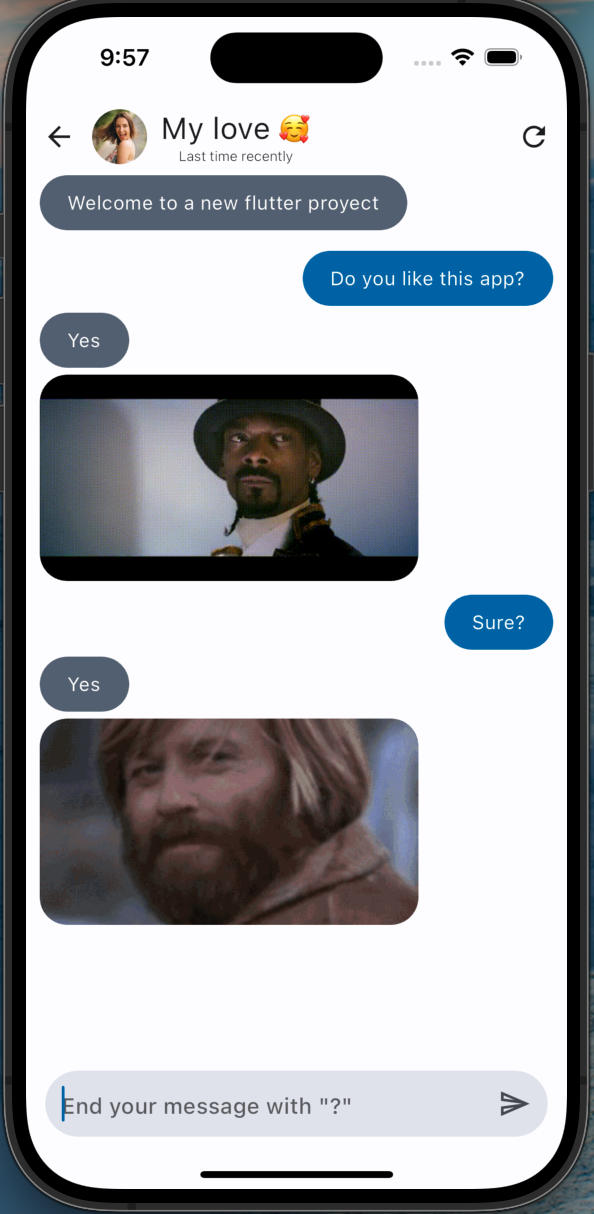 9:57
My love 🥰
Last time recently
Welcome to a new flutter proyect
Do you like this app?
Yes
Sure?
Yes
End your message with "?"